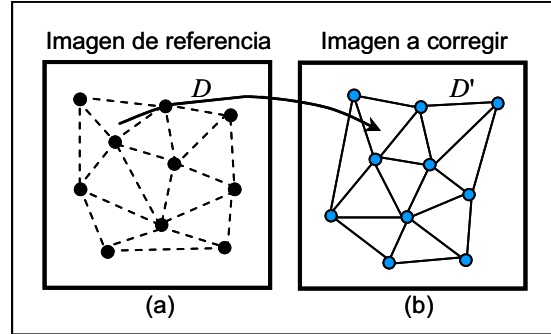 Imagen de referencia
Imagen a corregir
D
D'
(a)
(b)